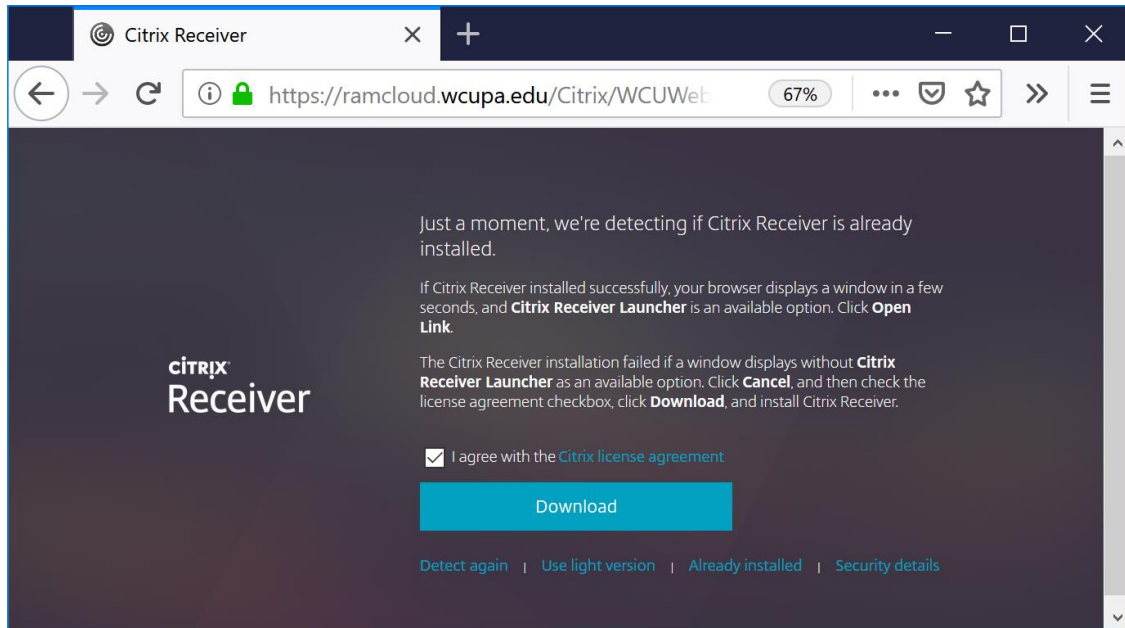 Citrix Receiver
https://ramcloud.wcupa.edu/Citrix/WCUWeb
67%
Just a moment, we're detecting if Citrix Receiver is already
installed.
If Citrix Receiver installed successfully, your browser displays a window in a few
seconds, and Citrix Receiver Launcher is an available option. Click Open
Link.
The Citrix Receiver installation failed if a window displays without Citrix
Receiver Launcher as an available option. Click Cancel, and then check the
license agreement checkbox, click Download, and install Citrix Receiver.
CİTRIX
Receiver
I agree with the Citrix license agreement
Download
Detect again | Use light version | Already installed | Security details